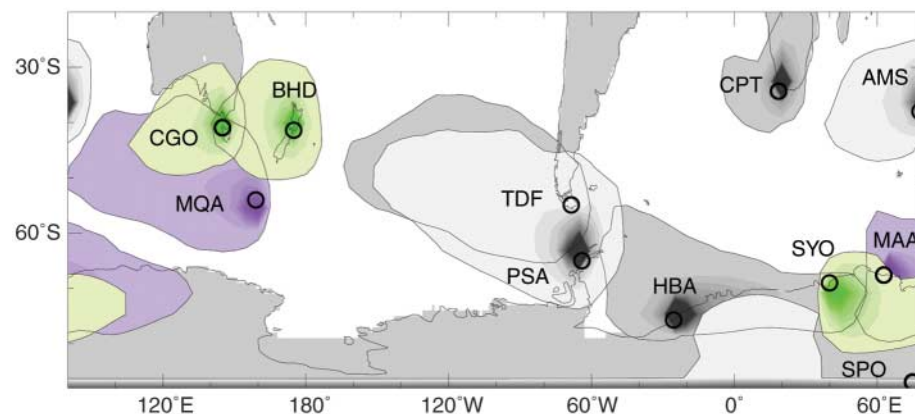 30°S
60°S
CGO
BHD
MQA
TDF
PSA
HBA
CPT
AMS
SYO
MAA
SPO
120°E
180°
120°W
60°W
0°
60°E